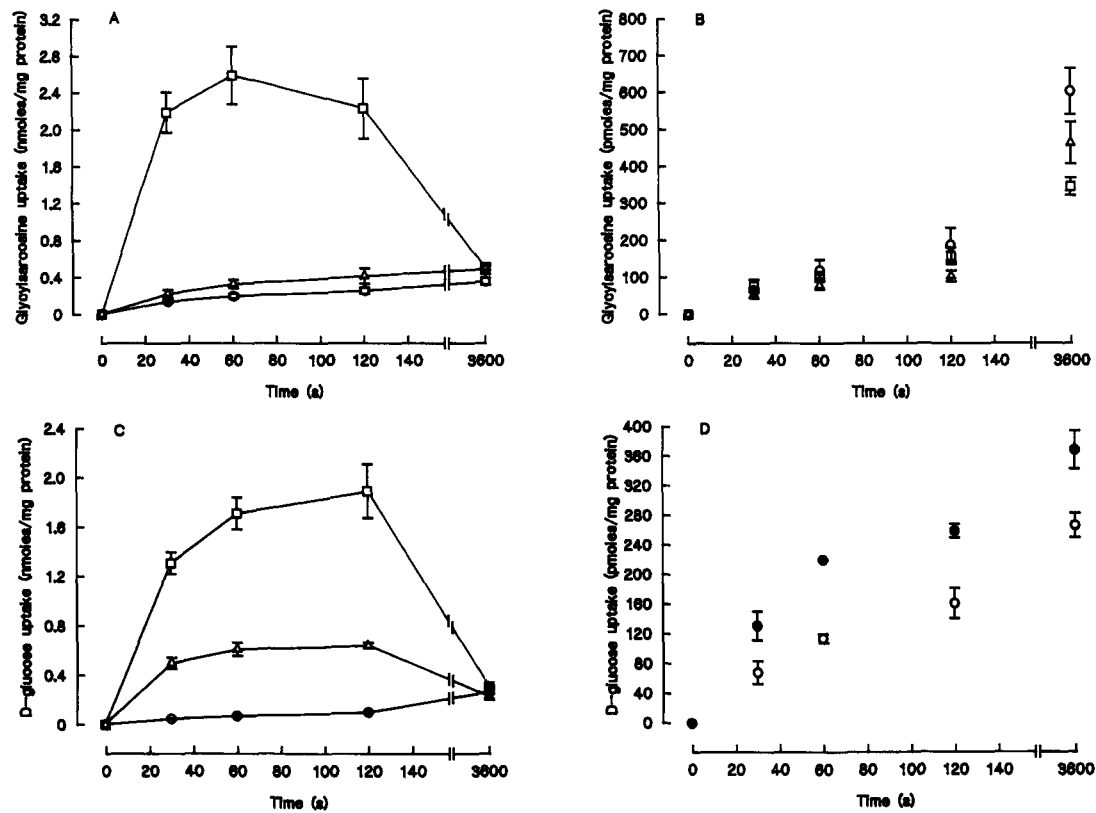 A
Glycylsarcosine uptake (nmoles/mg protein)
3.2
2.8
2.4
2.0
1.6
1.2
0.8
0.4
0
0 20 40 60 80 100 120 140 3600
Time (s)
B
Glycylsarcosine uptake (pmoles/mg protein)
800
700
600
500
400
300
200
100
0
0 20 40 60 80 100 120 140 3600
Time (s)
C
D-glucose uptake (nmoles/mg protein)
2.4
2.0
1.6
1.2
0.8
0.4
0
0 20 40 60 80 100 120 140 3600
Time (s)
D
D-glucose uptake (pmoles/mg protein)
400
360
320
280
240
200
160
120
80
40
0
0 20 40 60 80 100 120 140 3600
Time (s)